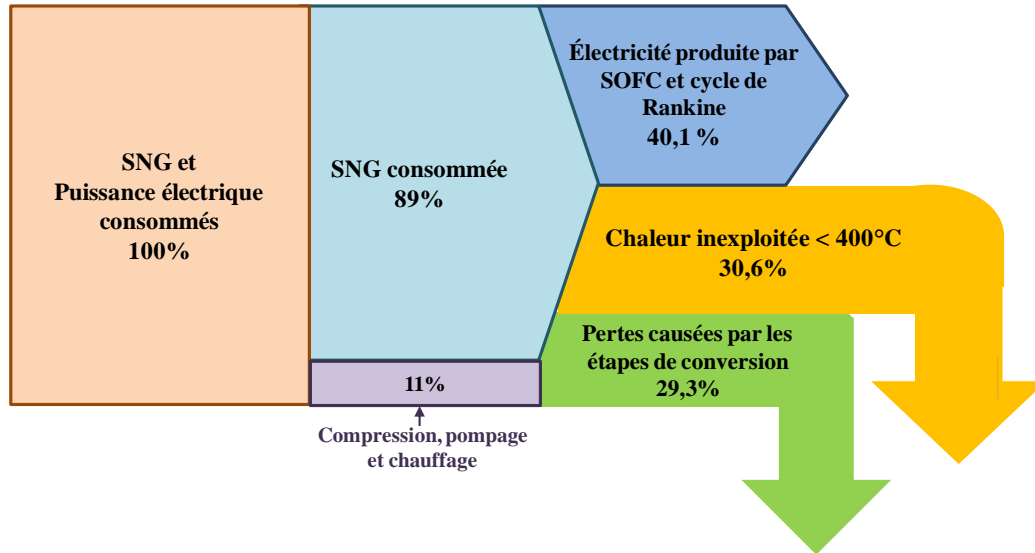 SNG et
Puissance électrique
consommés
100%
SNG consommée
89%
11%
Compression, pompage
et chauffage
Électricité produite par
SOFC et cycle de
Rankine
40,1 %
Chaleur inexploitée < 400°C
30,6%
Pertes causées par les
étapes de conversion
29,3%